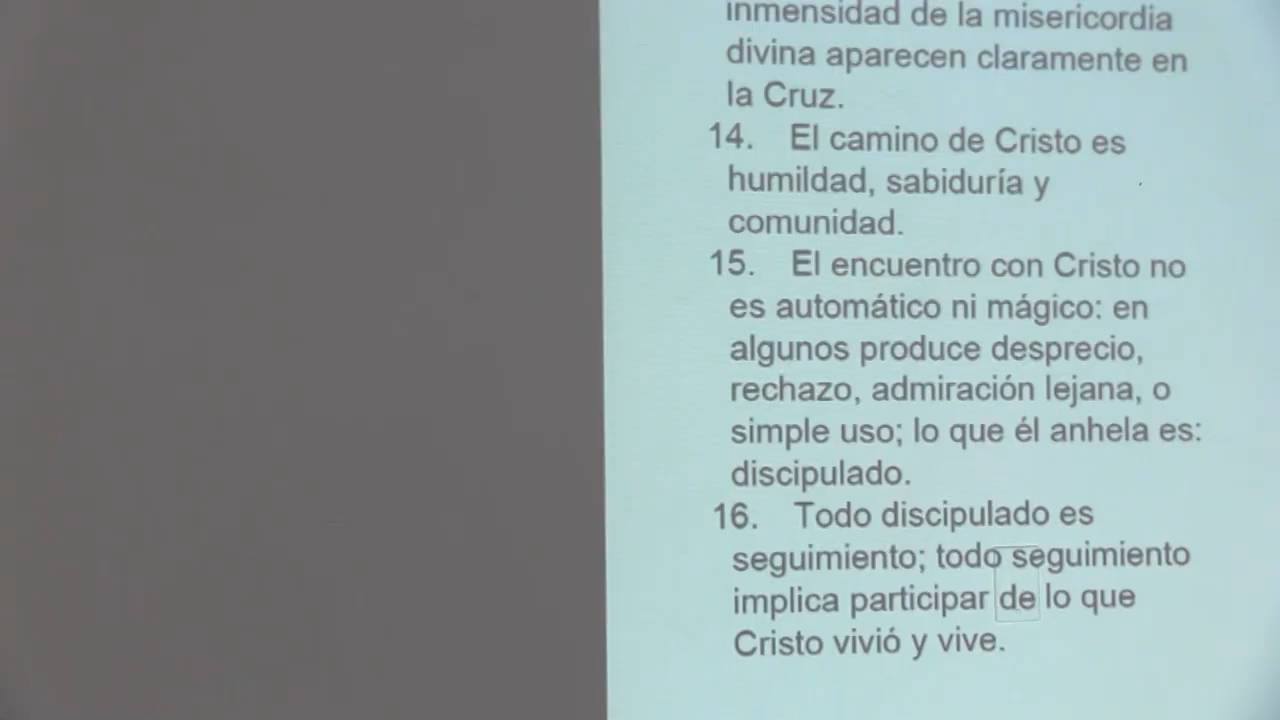 inmensidad de la misericordia
divina aparecen claramente en
la Cruz.
14. El camino de Cristo es
humildad, sabiduría y
comunidad.
15. El encuentro con Cristo no
es automático ni mágico: en
algunos produce desprecio,
rechazo, admiración lejana, o
simple uso; lo que él anhela es:
discipulado.
16. Todo discipulado es
seguimiento; todo seguimiento
implica participar de lo que
Cristo vivió y vive.